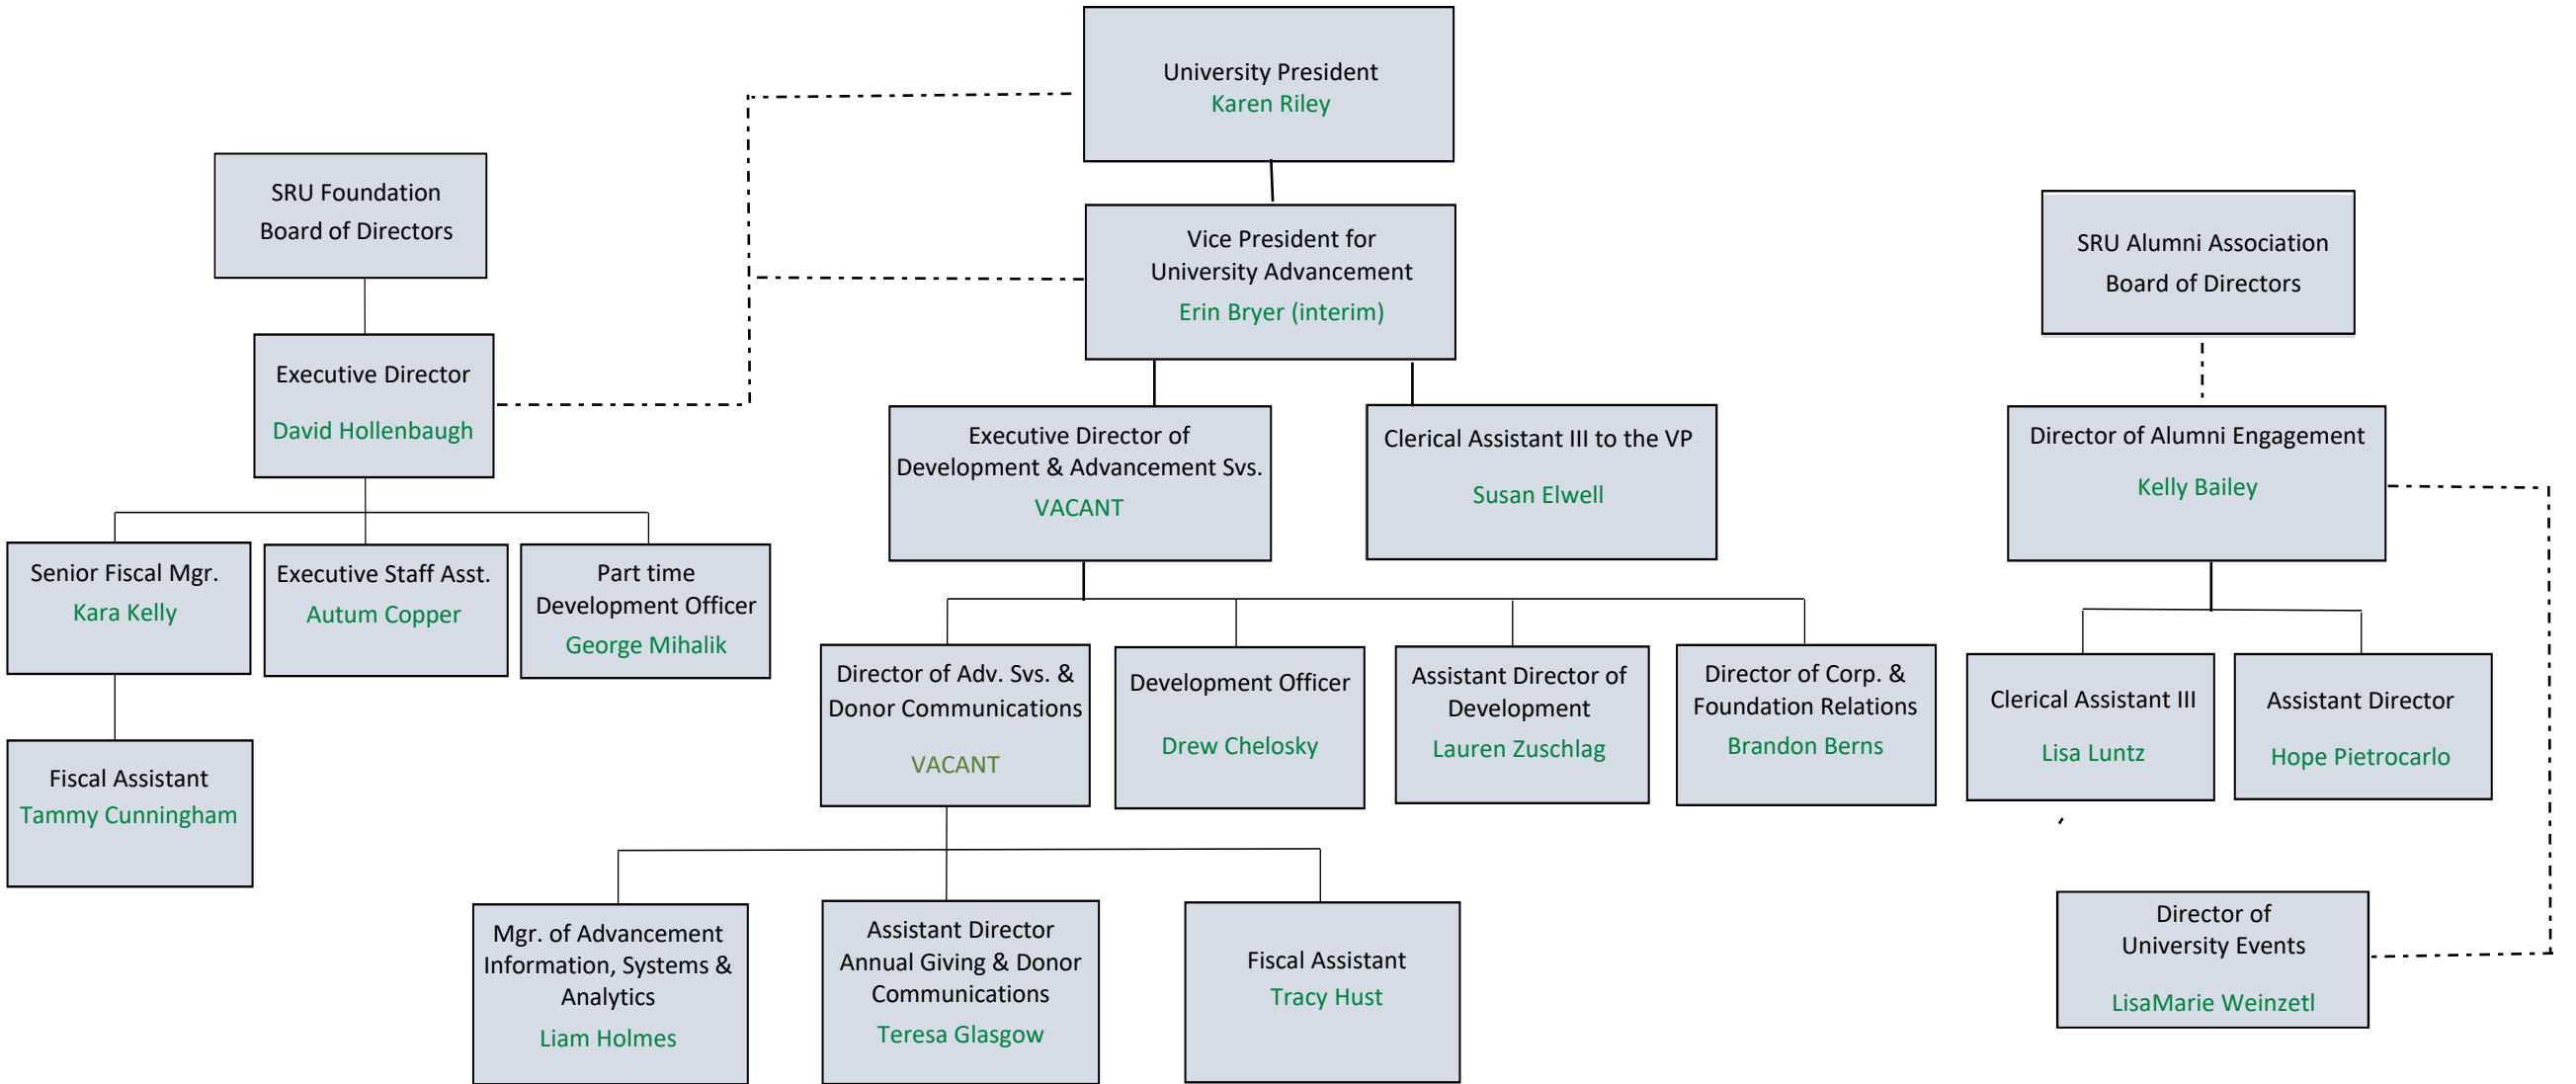 University President
Karen Riley
SRU Foundation
Board of Directors
Vice President for
University Advancement
Erin Bryer (interim)
SRU Alumni Association
Board of Directors
Executive Director
David Hollenbaugh
Executive Director of
Development & Advancement Svs.
VACANT
Clerical Assistant III to the VP
Susan Elwell
Director of Alumni Engagement
Kelly Bailey
Senior Fiscal Mgr.
Kara Kelly
Executive Staff Asst.
Autum Copper
Part time
Development Officer
George Mihalik
Director of Adv. Svs. &
Donor Communications
VACANT
Development Officer
Drew Chelosky
Assistant Director of
Development
Lauren Zuschlag
Director of Corp. &
Foundation Relations
Brandon Berns
Clerical Assistant III
Lisa Luntz
Assistant Director
Hope Pietrocarlo
Fiscal Assistant
Tammy Cunningham
Mgr. of Advancement
Information, Systems &
Analytics
Liam Holmes
Assistant Director
Annual Giving & Donor
Communications
Teresa Glasgow
Fiscal Assistant
Tracy Hust
Director of
University Events
LisaMarie Weinzetl